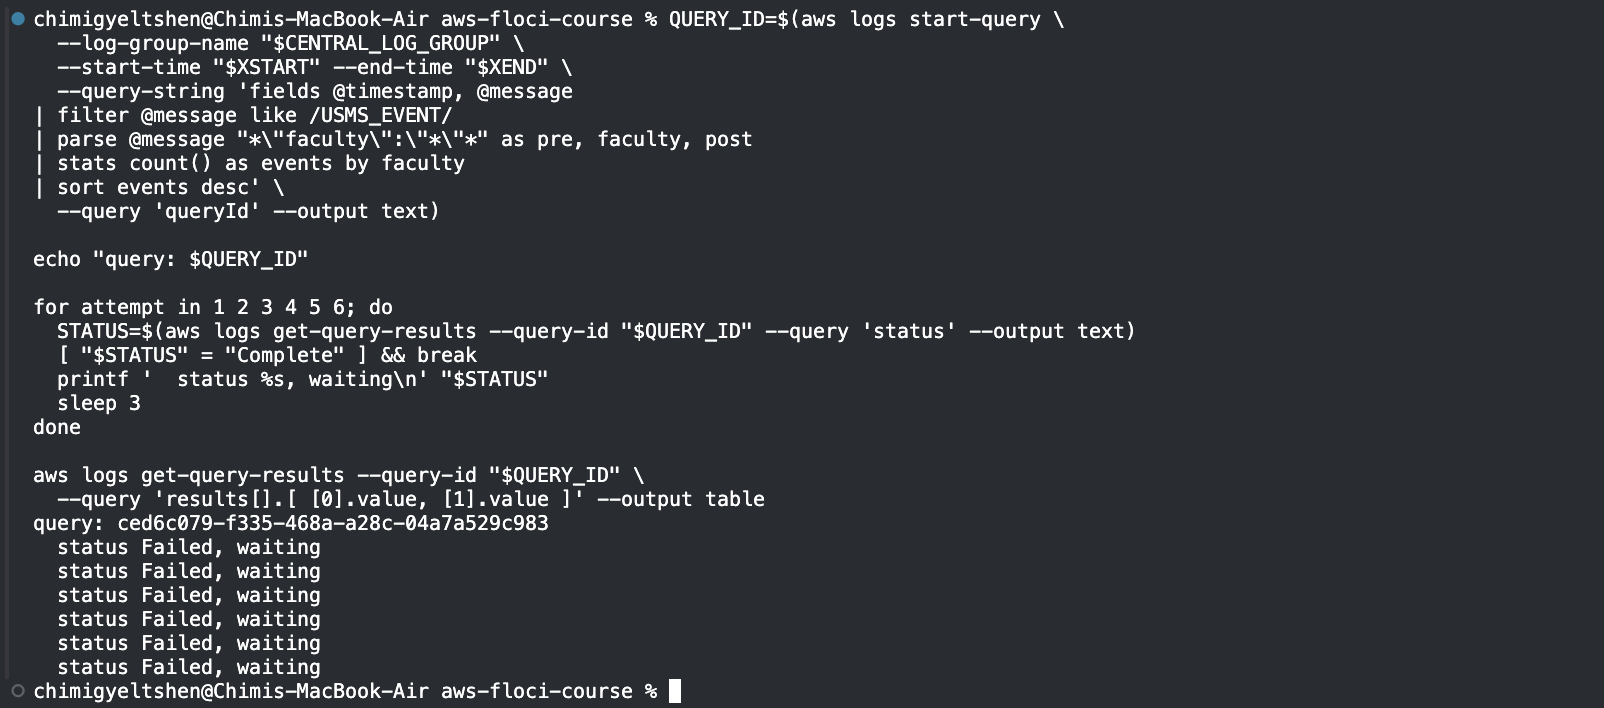 chimigyeltshen@Chimis-MacBook-Air aws-floci-course % QUERY_ID=$(aws logs start-query \
  --log-group-name "$CENTRAL_LOG_GROUP" \
  --start-time "$XSTART" --end-time "$XEND" \
  --query-string 'fields @timestamp, @message
| filter @message like /USMS_EVENT/
| parse @message "*\"faculty\":\"*\"*" as pre, faculty, post
| stats count() as events by faculty
| sort events desc' \
  --query 'queryId' --output text)

echo "query: $QUERY_ID"

for attempt in 1 2 3 4 5 6; do
  STATUS=$(aws logs get-query-results --query-id "$QUERY_ID" --query 'status' --output text)
  [ "$STATUS" = "Complete" ] && break
  printf '  status %s, waiting\n' "$STATUS"
  sleep 3
done

aws logs get-query-results --query-id "$QUERY_ID" \
  --query 'results[].[ [0].value, [1].value ]' --output table
query: ced6c079-f335-468a-a28c-04a7a529c983
  status Failed, waiting
  status Failed, waiting
  status Failed, waiting
  status Failed, waiting
  status Failed, waiting
  status Failed, waiting
chimigyeltshen@Chimis-MacBook-Air aws-floci-course %